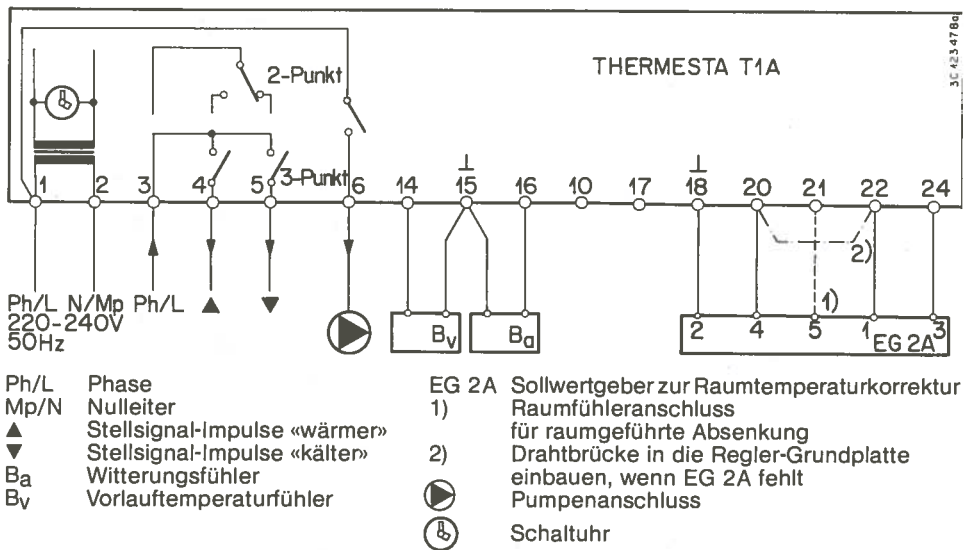 THERMESTA T1A
3C 423 478a
2-Punkt
3-Punkt
1 2 3 4 5 6 14 15 16 10 17 18 20 21 22 24
2)
1)
Ph/L N/Mp Ph/L ▲ ▼
220-240V
50Hz
Bv Ba
2 4 5 1 3
EG 2A
Ph/L Phase
Mp/N Nulleiter
▲ Stellsignal-Impulse «wärmer»
▼ Stellsignal-Impulse «kälter»
Ba Witterungsfühler
Bv Vorlauftemperaturfühler
EG 2A Sollwertgeber zur Raumtemperaturkorrektur
1) Raumfühleranschluss
für raumgeführte Absenkung
2) Drahtbrücke in die Regler-Grundplatte
einbauen, wenn EG 2A fehlt
Pumpenanschluss
Schaltuhr